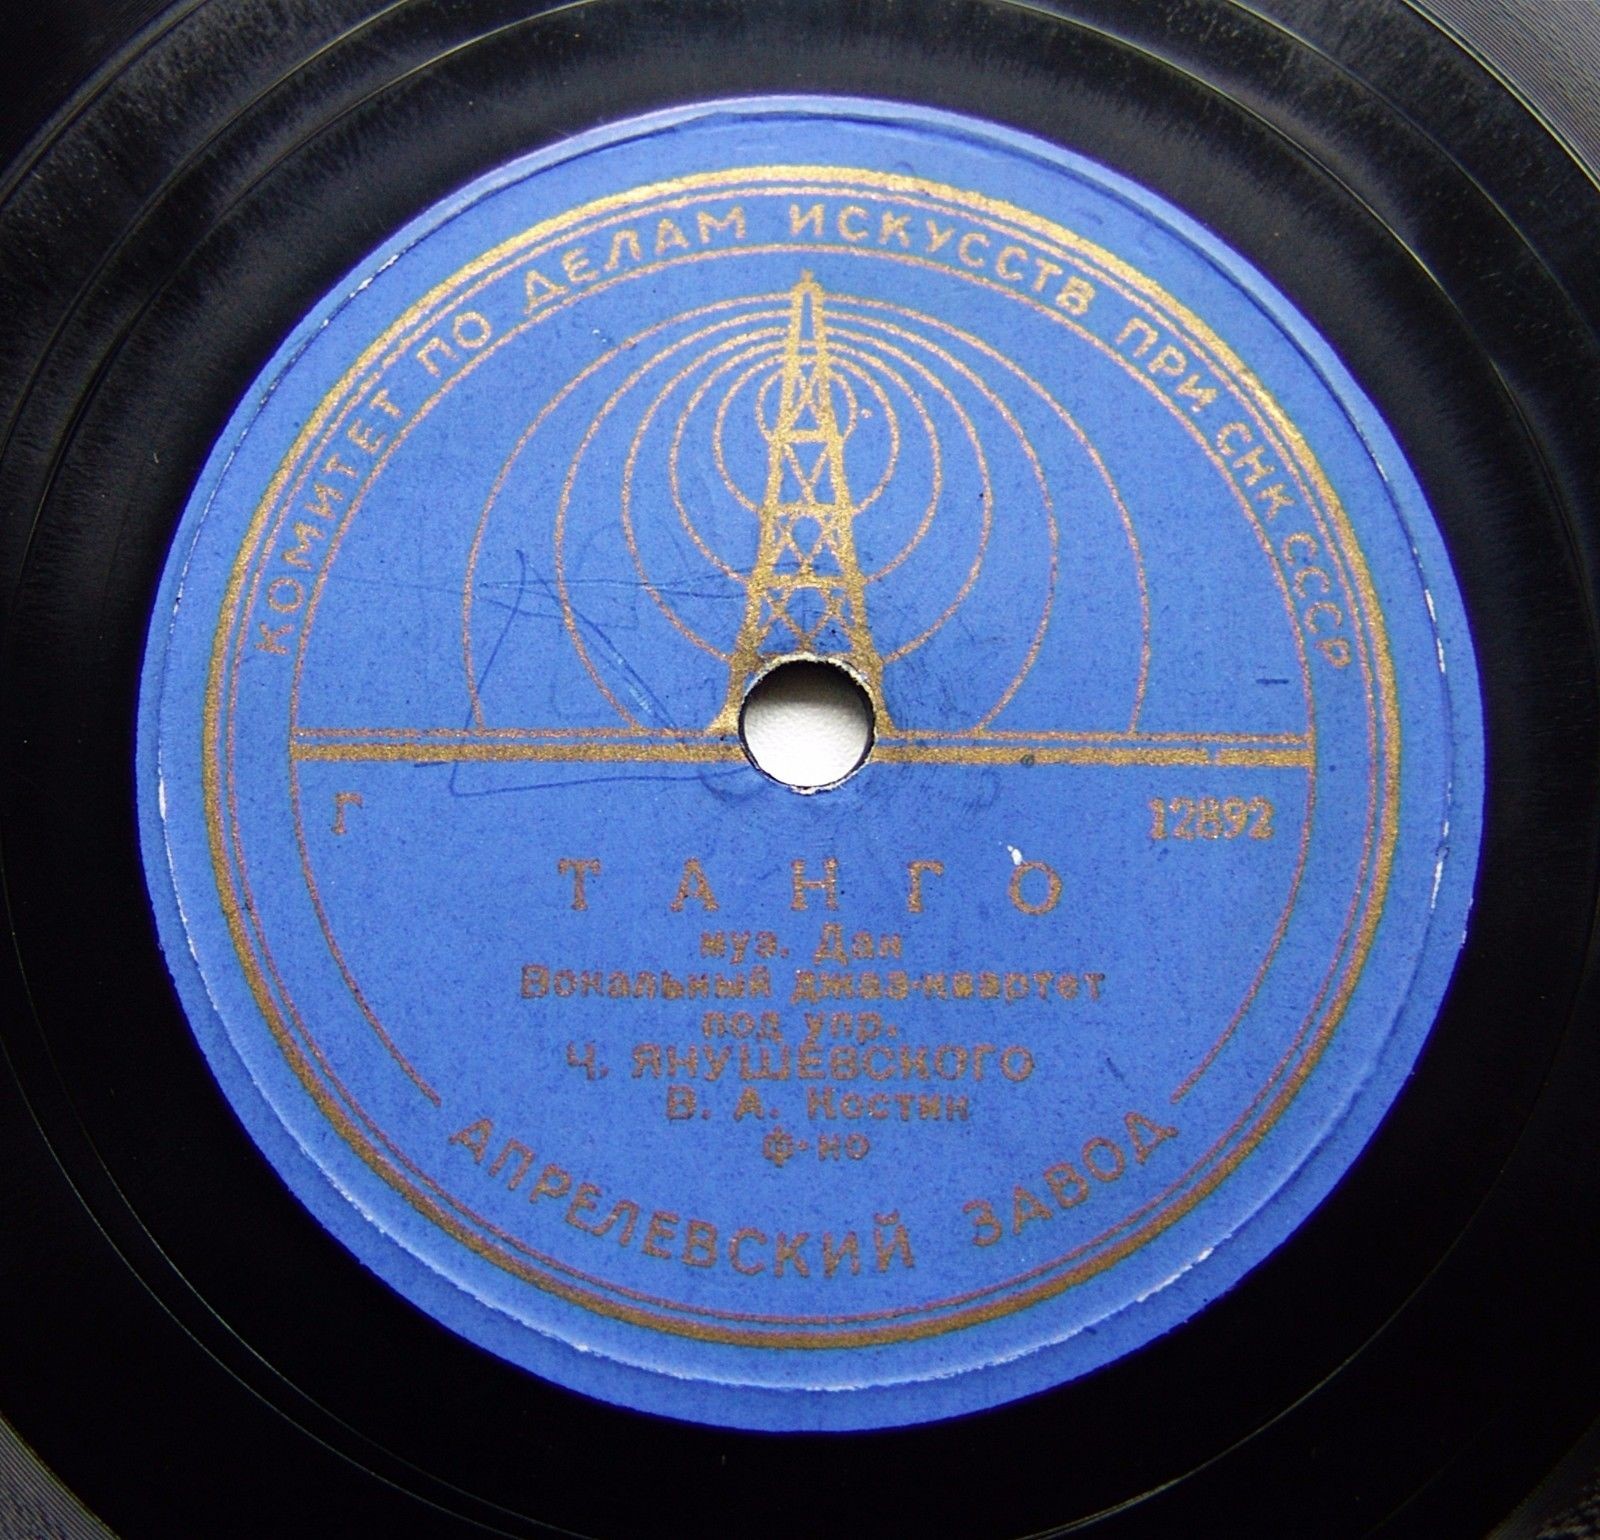 КОМИТЕТ ПО ДЕЛАМ ИСКУССТВ ПРИ СНК СССР
Г 12892
ТАНГО
муз. Дан
Вокальный джаз-квартет
под упр.
Ч. ЯНУШЕВСКОГО
В. А. Костин
ф-но
АПРЕЛЕВСКИЙ ЗАВОД